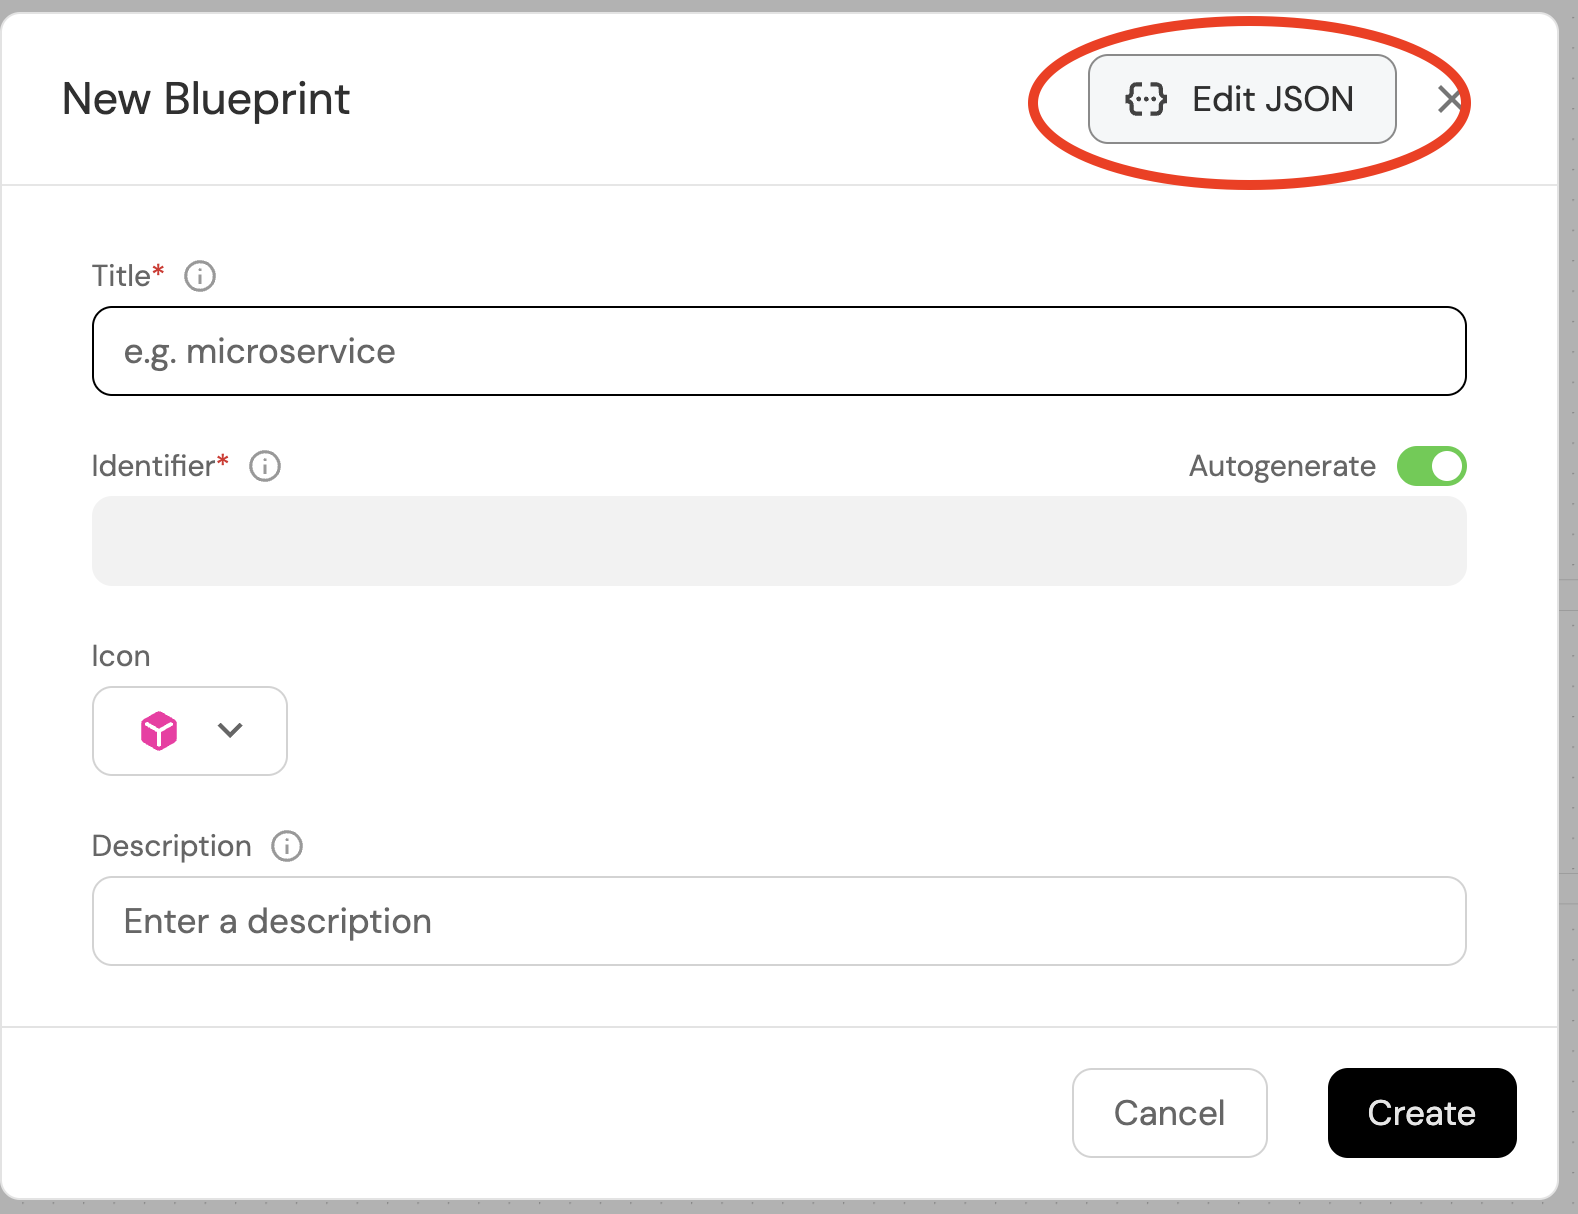 New Blueprint
Edit JSON
Title*
e.g. microservice
Identifier*
Autogenerate
Icon
Description
Enter a description
Cancel
Create